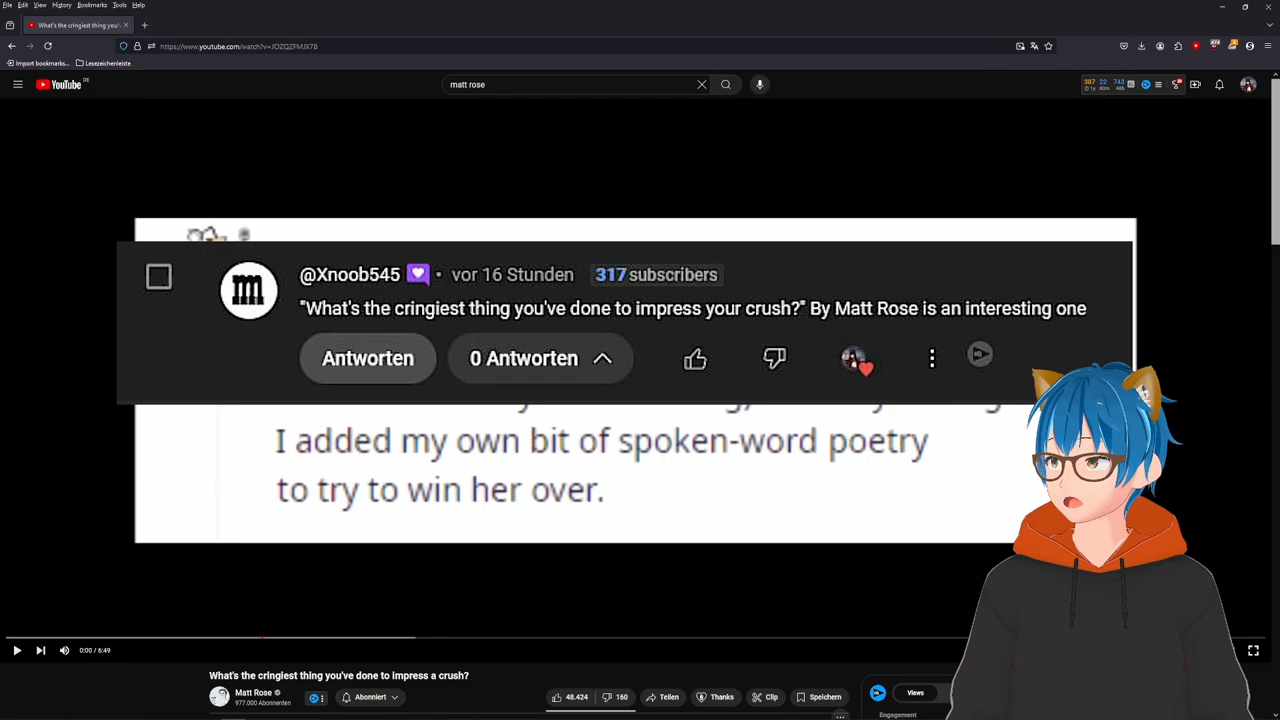 File Edit View History Bookmarks Tools Help
What's the cringiest thing you'v
https://www.youtube.com/watch?v=JOZQZFMJX78
Import bookmarks... Lesezeichenleiste
YouTube DE
matt rose
387 22 743
@Xnoob545 • vor 16 Stunden 317 subscribers
"What's the cringiest thing you've done to impress your crush?" By Matt Rose is an interesting one
Antworten 0 Antworten
I added my own bit of spoken-word poetry
to try to win her over.
0:00 / 6:49
What's the cringiest thing you've done to impress a crush?
Matt Rose
977.000 Abonnenten
Abonniert
48.424 160 Teilen Thanks Clip Speichern
Views
Engagement